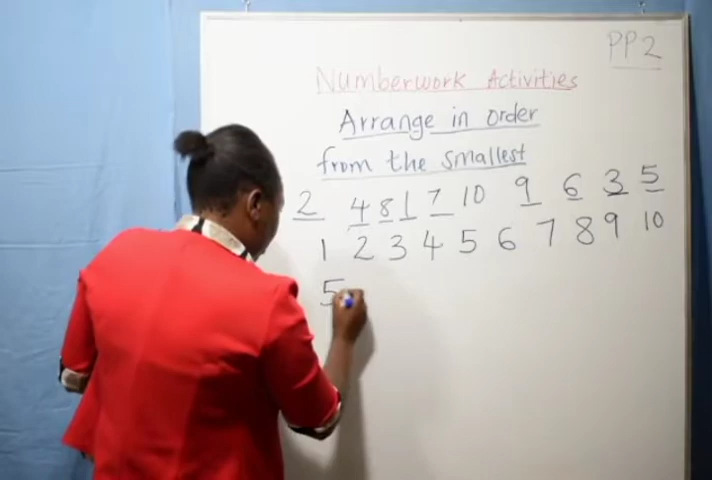 PP2
Numberwork Activities
Arrange in order
from the smallest
2 4 8 1 7 10 9 6 3 5
1 2 3 4 5 6 7 8 9 10
5